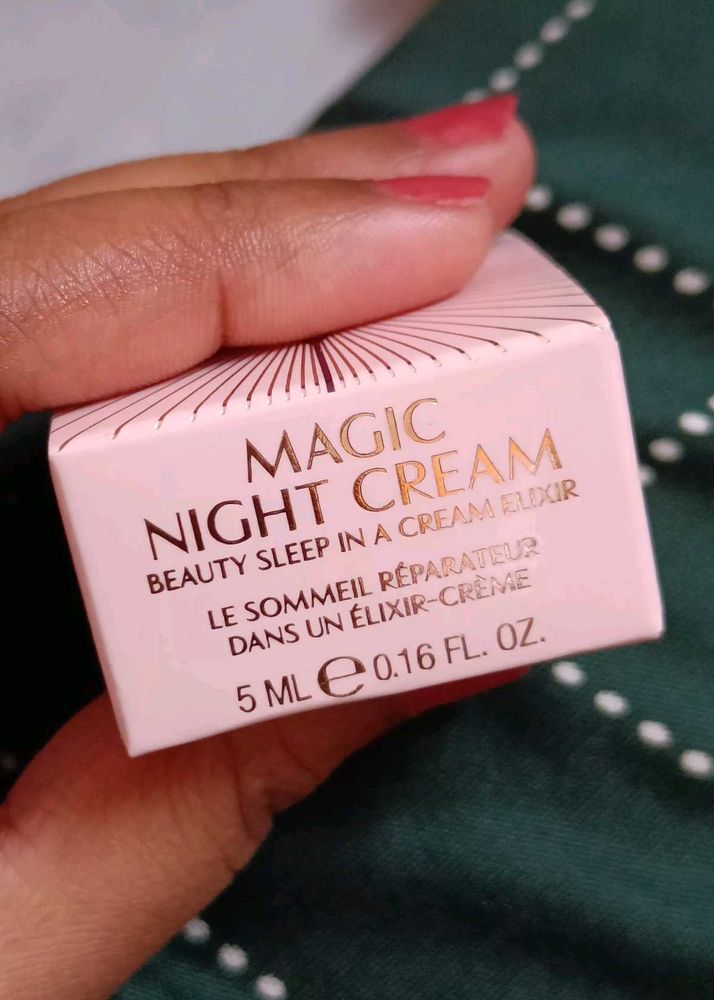 MAGIC
NIGHT CREAM
BEAUTY SLEEP IN A CREAM ELIXIR
LE SOMMEIL RÉPARATEUR
DANS UN ÉLIXIR-CRÈME
5 ML ℮ 0.16 FL. OZ.